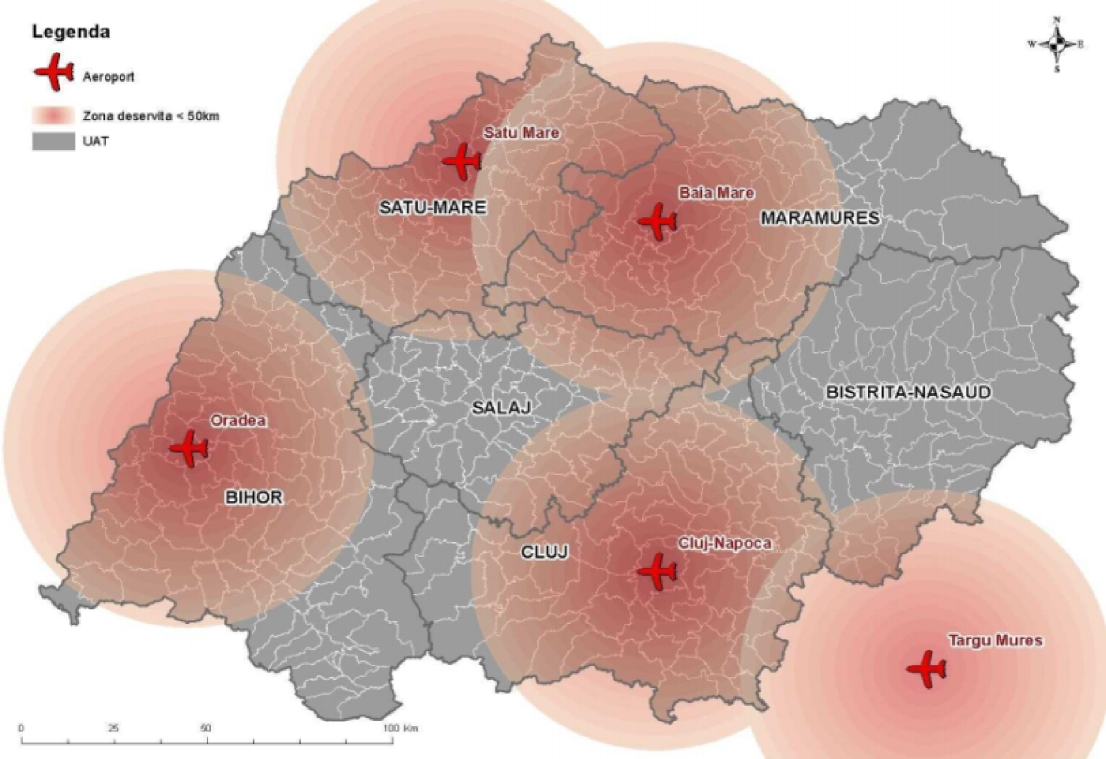 Legenda
Aeroport
Zona deservita < 50km
UAT
N
W E
S
Satu Mare
SATU-MARE
Baia Mare
MARAMURES
Oradea
BIHOR
SALAJ
BISTRITA-NASAUD
CLUJ
Cluj-Napoca
Targu Mures
0 25 50 100 Km